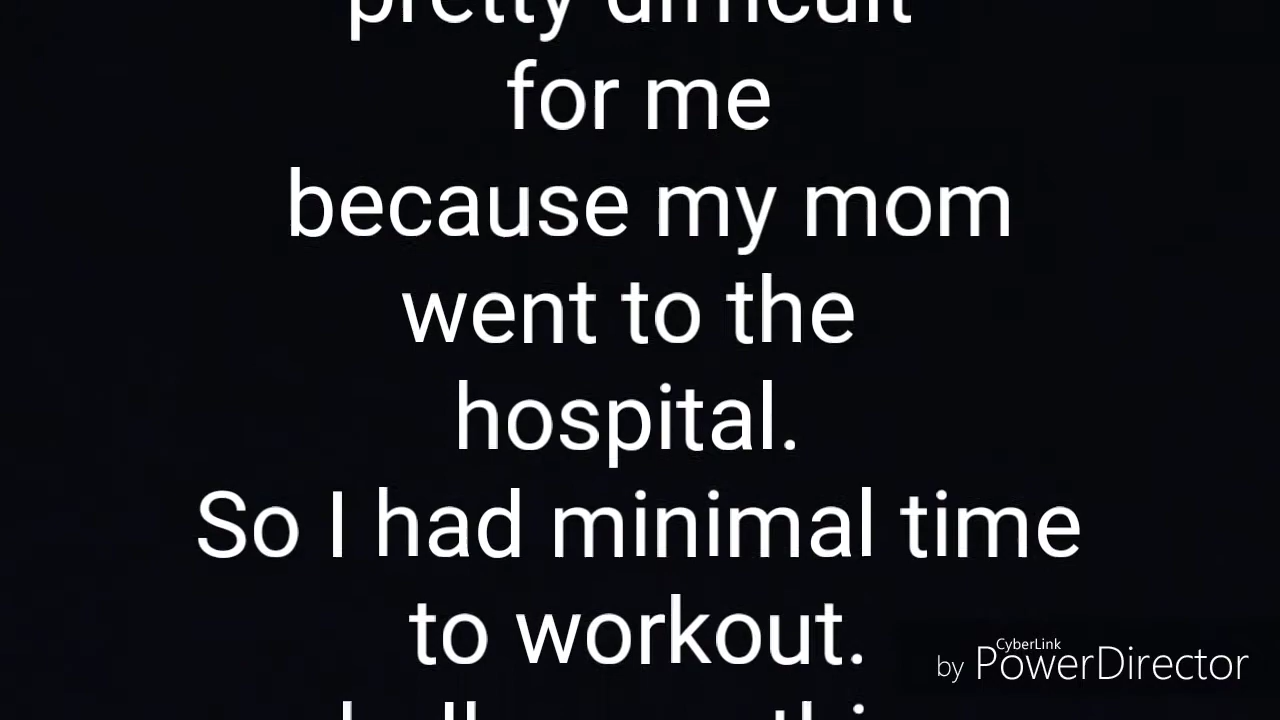 pretty difficult
for me
because my mom
went to the
hospital.
So I had minimal time
to workout.
by CyberLink PowerDirector